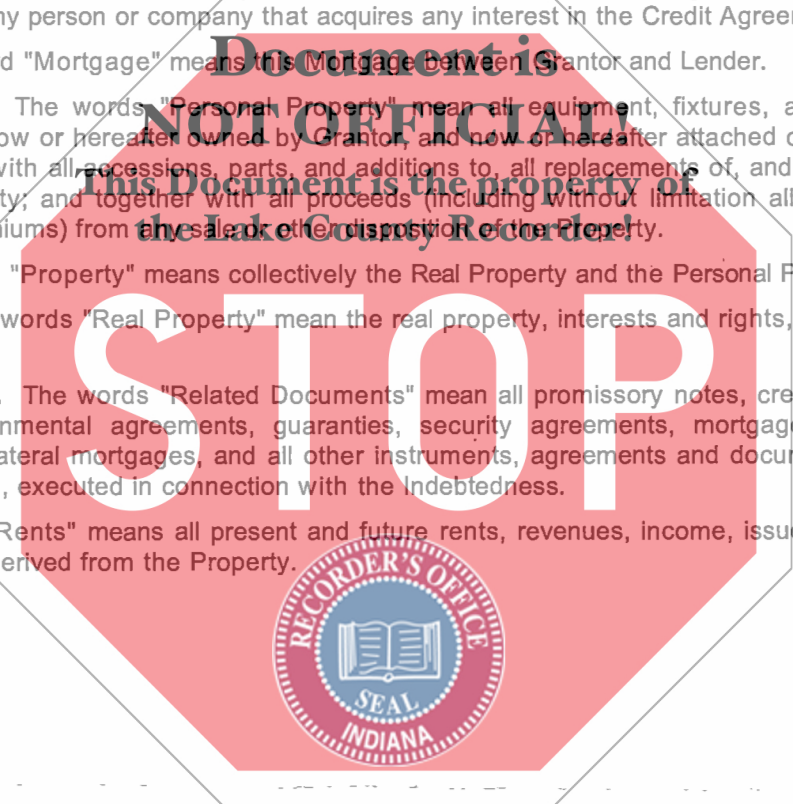 ny person or company that acquires any interest in the Credit Agreem
d "Mortgage" means this Mortgage between Grantor and Lender.
The words "Personal Property" mean all equipment, fixtures, a
ow or hereafter owned by Grantor, and now or hereafter attached o
with all accessions, parts, and additions to, all replacements of, and
ty; and together with all proceeds (including without limitation all
niums) from any sale or other disposition of the Property.
"Property" means collectively the Real Property and the Personal P
words "Real Property" mean the real property, interests and rights,
. The words "Related Documents" mean all promissory notes, cre
nmental agreements, guaranties, security agreements, mortgag
ateral mortgages, and all other instruments, agreements and docu
, executed in connection with the Indebtedness.
Rents" means all present and future rents, revenues, income, issu
erived from the Property.
Document is
NOT OFFICIAL!
This Document is the property of
the Lake County Recorder!
STOP
RECORDER'S OFFICE
SEAL
INDIANA